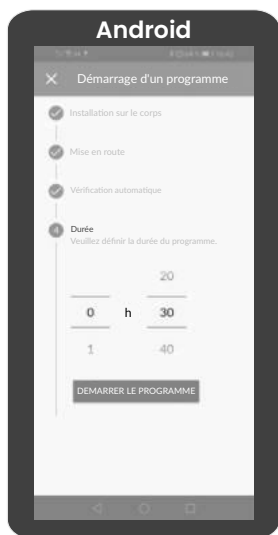 Android
Démarrage d'un programme
Installation sur le corps
Mise en route
Vérification automatique
4 Durée
Veuillez définir la durée du programme.
20
0 h 30
1 40
DEMARRER LE PROGRAMME